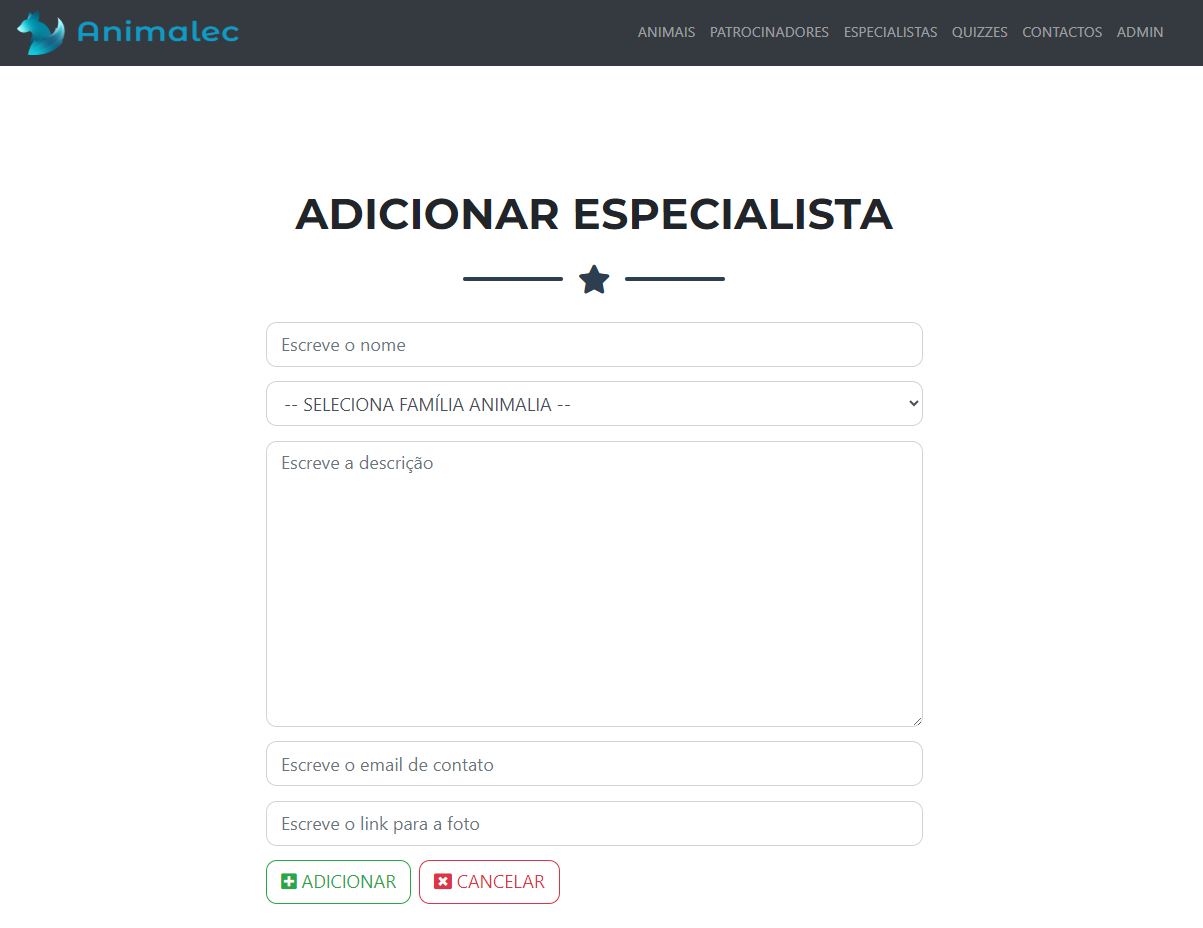 Animalec
ANIMAIS PATROCINADORES ESPECIALISTAS QUIZZES CONTACTOS ADMIN
ADICIONAR ESPECIALISTA
Escreve o nome
-- SELECIONA FAMÍLIA ANIMALIA --
Escreve a descrição
Escreve o email de contato
Escreve o link para a foto
ADICIONAR CANCELAR